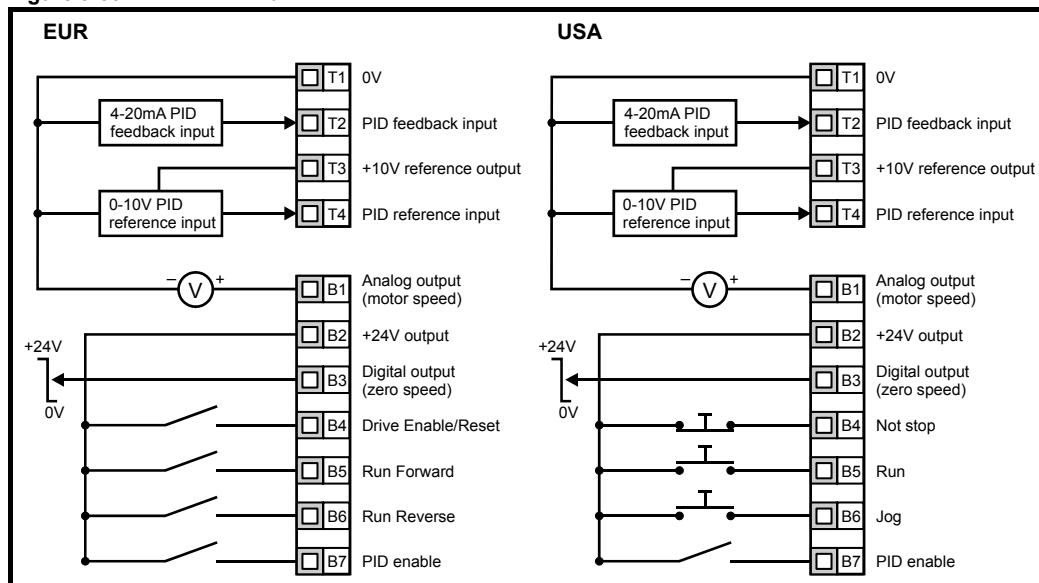 EUR
T1 0V
4-20mA PID
feedback input
T2 PID feedback input
T3 +10V reference output
0-10V PID
reference input
T4 PID reference input
– V +
B1 Analog output
(motor speed)
B2 +24V output
+24V
0V
B3 Digital output
(zero speed)
B4 Drive Enable/Reset
B5 Run Forward
B6 Run Reverse
B7 PID enable
USA
T1 0V
4-20mA PID
feedback input
T2 PID feedback input
T3 +10V reference output
0-10V PID
reference input
T4 PID reference input
– V +
B1 Analog output
(motor speed)
B2 +24V output
+24V
0V
B3 Digital output
(zero speed)
B4 Not stop
B5 Run
B6 Jog
B7 PID enable